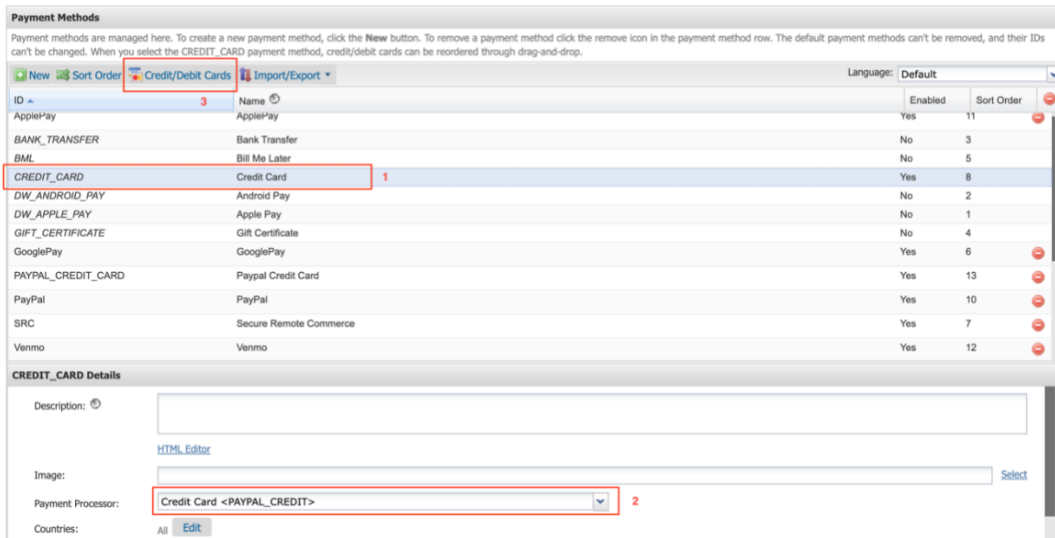 Payment Methods
Payment methods are managed here. To create a new payment method, click the New button. To remove a payment method click the remove icon in the payment method row. The default payment methods can't be removed, and their IDs
can't be changed. When you select the CREDIT_CARD payment method, credit/debit cards can be reordered through drag-and-drop.
New Sort Order Credit/Debit Cards Import/Export Language: Default
ID 3 Name Enabled Sort Order
ApplePay ApplePay Yes 11
BANK_TRANSFER Bank Transfer No 3
BML Bill Me Later No 5
CREDIT_CARD Credit Card 1 Yes 8
DW_ANDROID_PAY Android Pay No 2
DW_APPLE_PAY Apple Pay No 1
GIFT_CERTIFICATE Gift Certificate No 4
GooglePay GooglePay Yes 6
PAYPAL_CREDIT_CARD Paypal Credit Card Yes 13
PayPal PayPal Yes 10
SRC Secure Remote Commerce Yes 7
Venmo Venmo Yes 12
CREDIT_CARD Details
Description:
HTML Editor
Image: Select
Payment Processor: Credit Card <PAYPAL_CREDIT> 2
Countries: All Edit